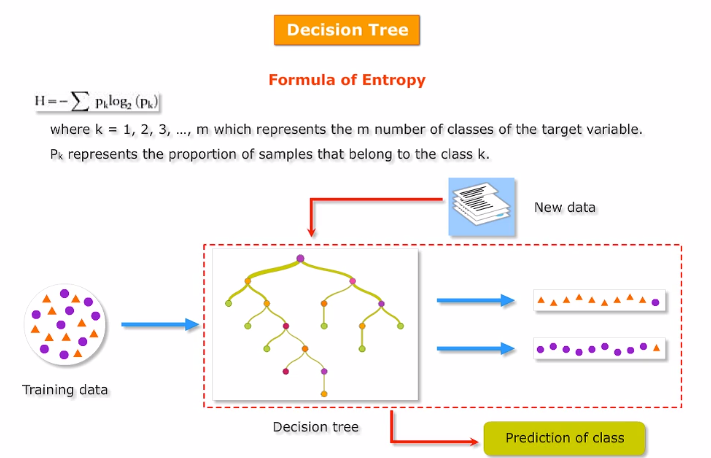 Decision Tree
Formula of Entropy
H=-∑ pₖlog₂(pₖ)
where k = 1, 2, 3, ..., m which represents the m number of classes of the target variable.
Pₖ represents the proportion of samples that belong to the class k.
New data
Training data
Decision tree
Prediction of class